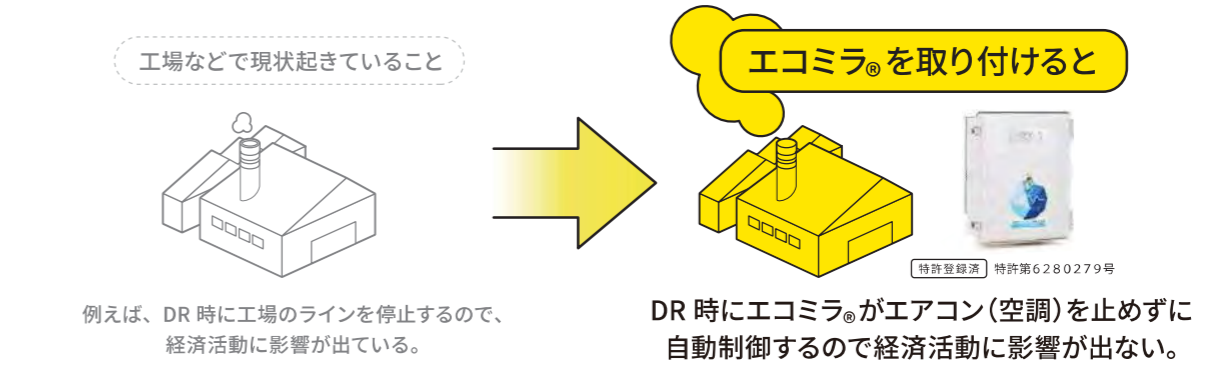 工場などで現状起きていること
エコミラ®を取り付けると
特許登録済 特許第6280279号
例えば、DR 時に工場のラインを停止するので、
経済活動に影響が出ている。
DR 時にエコミラ®がエアコン（空調）を止めずに
自動制御するので経済活動に影響が出ない。